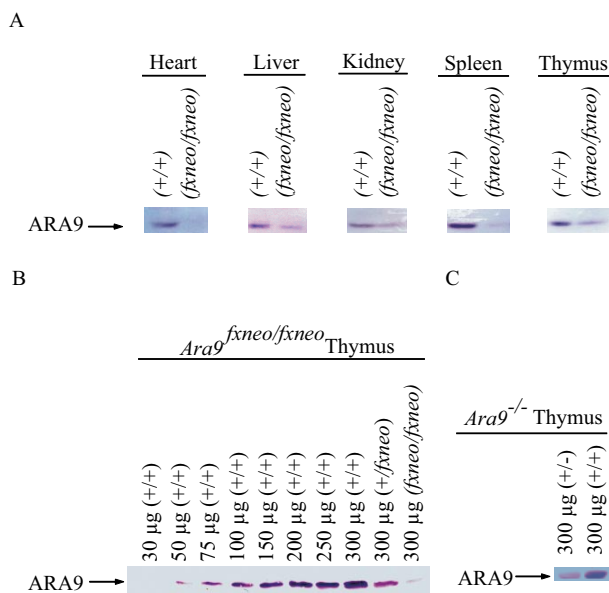 A
Heart Liver Kidney Spleen Thymus
(+/+) (fxneo/fxneo) (+/+) (fxneo/fxneo) (+/+) (fxneo/fxneo) (+/+) (fxneo/fxneo) (+/+) (fxneo/fxneo)
ARA9
B
Ara9 fxneo/fxneo Thymus
30 µg (+/+)
50 µg (+/+)
75 µg (+/+)
100 µg (+/+)
150 µg (+/+)
200 µg (+/+)
250 µg (+/+)
300 µg (+/+)
300 µg (+/fxneo)
300 µg (fxneo/fxneo)
ARA9
C
Ara9-/- Thymus
300 µg (+/-)
300 µg (+/+)
ARA9